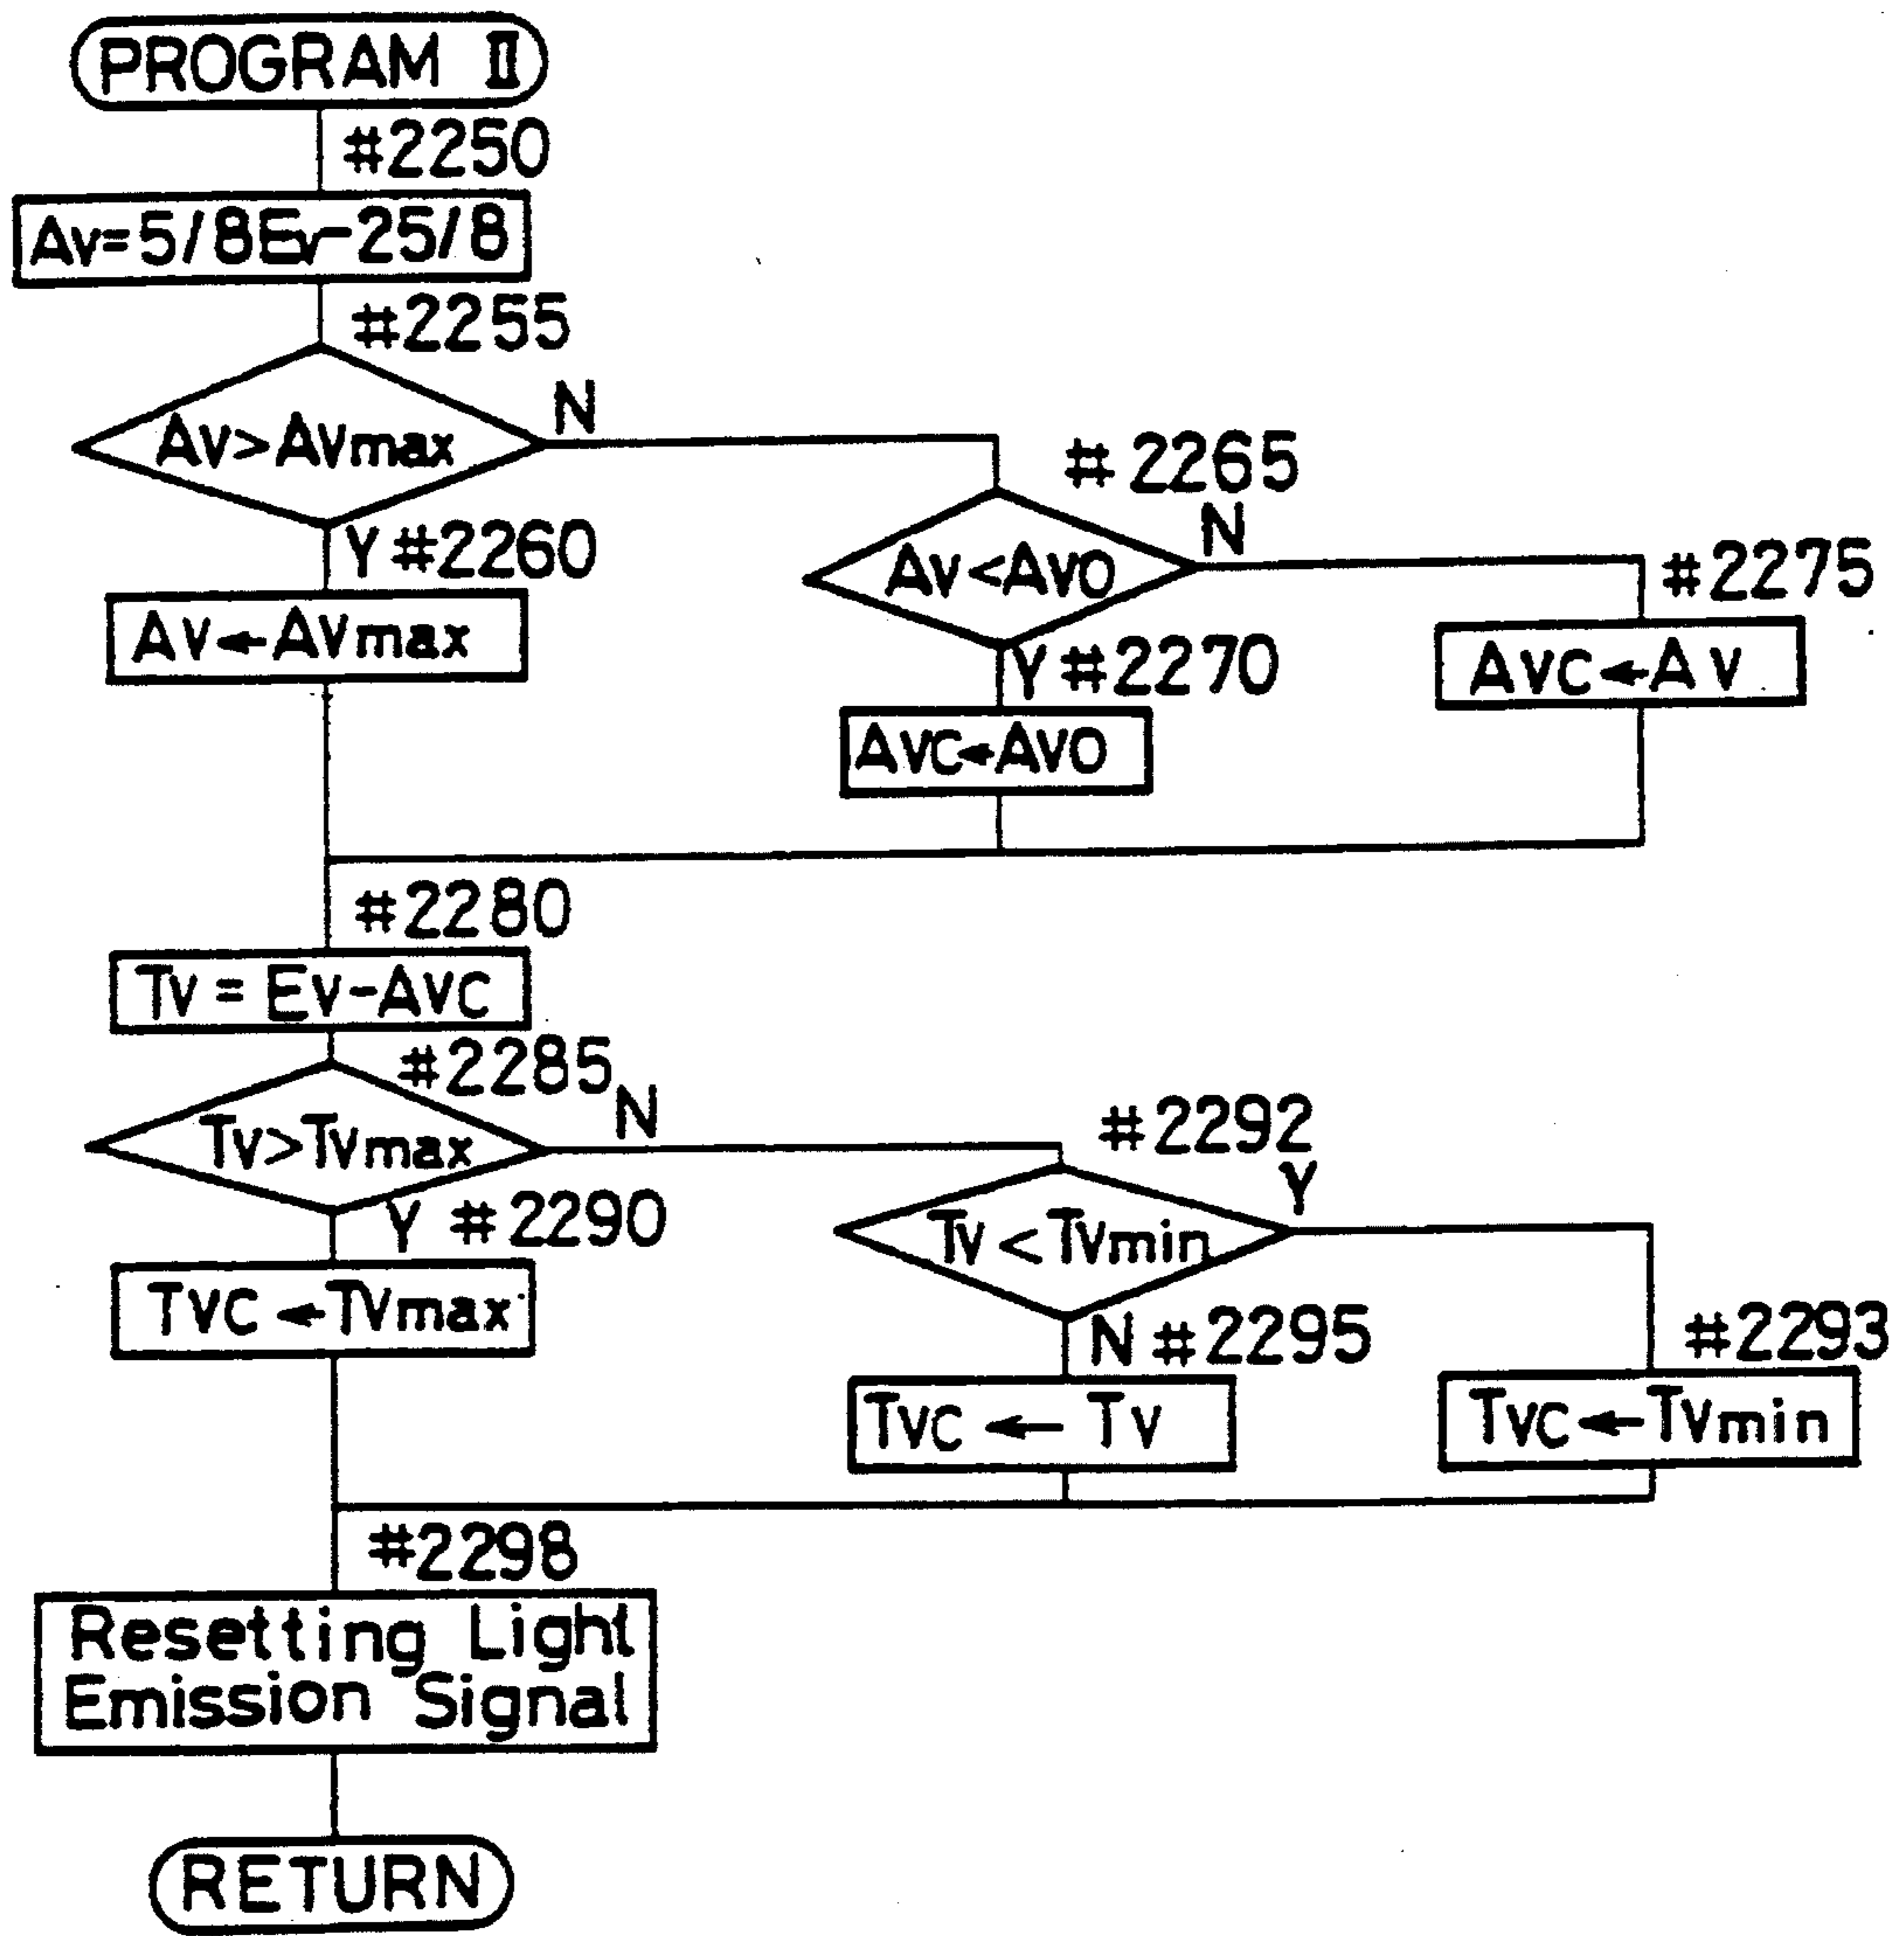 PROGRAM II
#2250
Av=5/8Ev-25/8
#2255
Av>Avmax
N
#2265
Y #2260
Av<Avo
N
#2275
Av←Avmax
Y #2270
Avc←Av
Avc←Avo
#2280
Tv=Ev-Avc
#2285
Tv>Tvmax
N
#2292
Y
Y #2290
Tv<Tvmin
Tvc←Tvmax
N #2295
#2293
Tvc←Tv
Tvc←Tvmin
#2298
Resetting Light
Emission Signal
RETURN